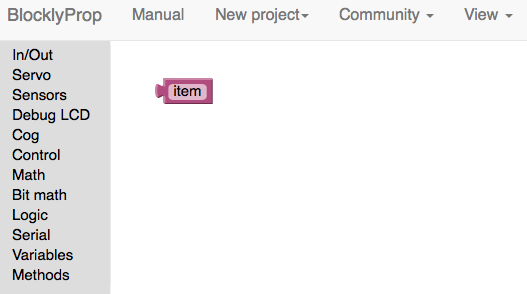 BlocklyProp Manual New project Community View
In/Out
Servo
Sensors
Debug LCD
Cog
Control
Math
Bit math
Logic
Serial
Variables
Methods
item